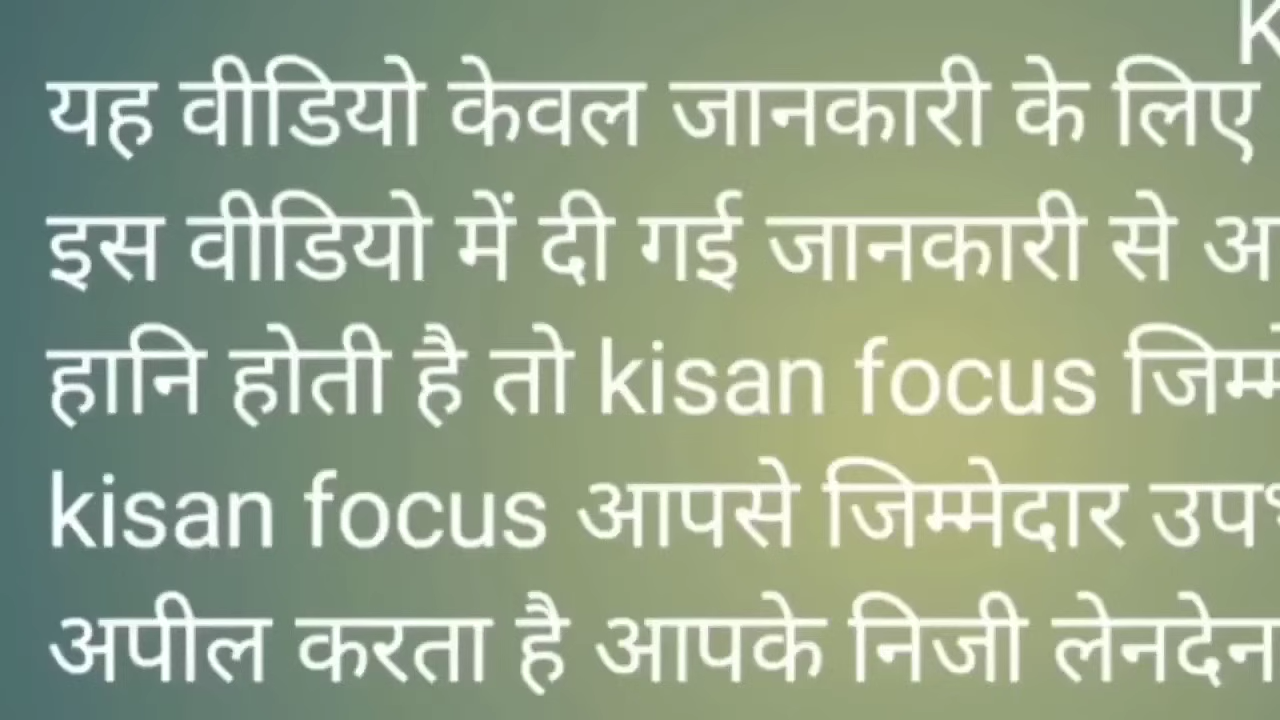 यह वीडियो केवल जानकारी के लिए
इस वीडियो में दी गई जानकारी से
हानि होती है तो kisan focus
kisan focus आपसे जिम्मेदार
अपील करता है आपके निजी लेनदेन